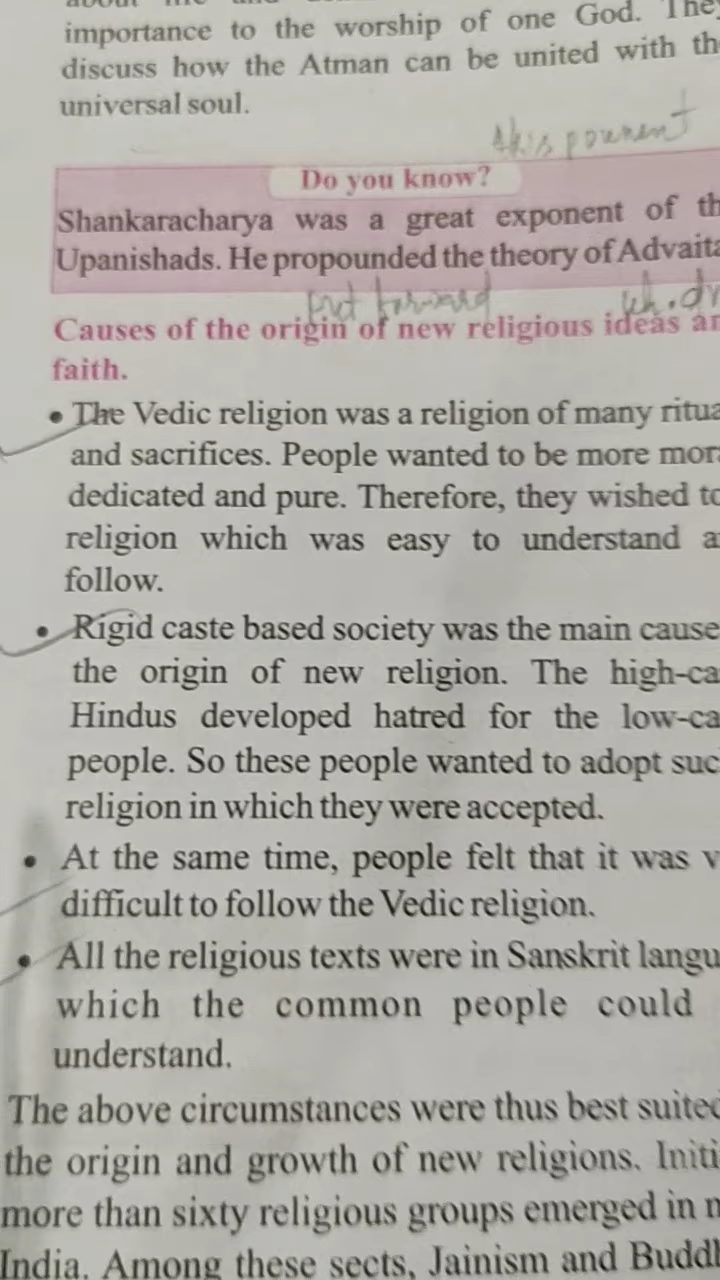 importance to the worship of one God. They
discuss how the Atman can be united with th
universal soul.
Do you know?
Shankaracharya was a great exponent of th
Upanishads. He propounded the theory of Advaita
put forward
Causes of the origin of new religious ideas an
faith.
• The Vedic religion was a religion of many ritua
and sacrifices. People wanted to be more mor
dedicated and pure. Therefore, they wished to
religion which was easy to understand a
follow.
• Rigid caste based society was the main cause
the origin of new religion. The high-ca
Hindus developed hatred for the low-ca
people. So these people wanted to adopt suc
religion in which they were accepted.
• At the same time, people felt that it was v
difficult to follow the Vedic religion.
• All the religious texts were in Sanskrit langu
which the common people could
understand.
The above circumstances were thus best suited
the origin and growth of new religions. Initi
more than sixty religious groups emerged in n
India. Among these sects, Jainism and Buddh